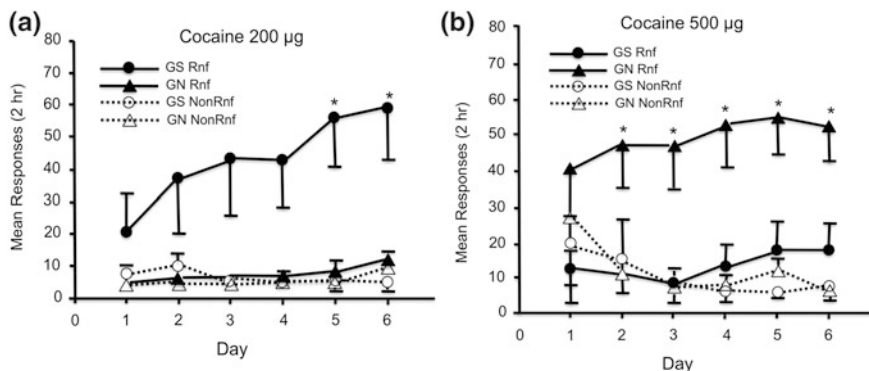 (a)
Cocaine 200 µg
GS Rnf
GN Rnf
GS NonRnf
GN NonRnf
Mean Responses (2 hr)
80
70
60
50
40
30
20
10
0
* *
0 1 2 3 4 5 6
Day
(b)
Cocaine 500 µg
GS Rnf
GN Rnf
GS NonRnf
GN NonRnf
Mean Responses (2 hr)
80
70
60
50
40
30
20
10
0
* * * * *
0 1 2 3 4 5 6
Day